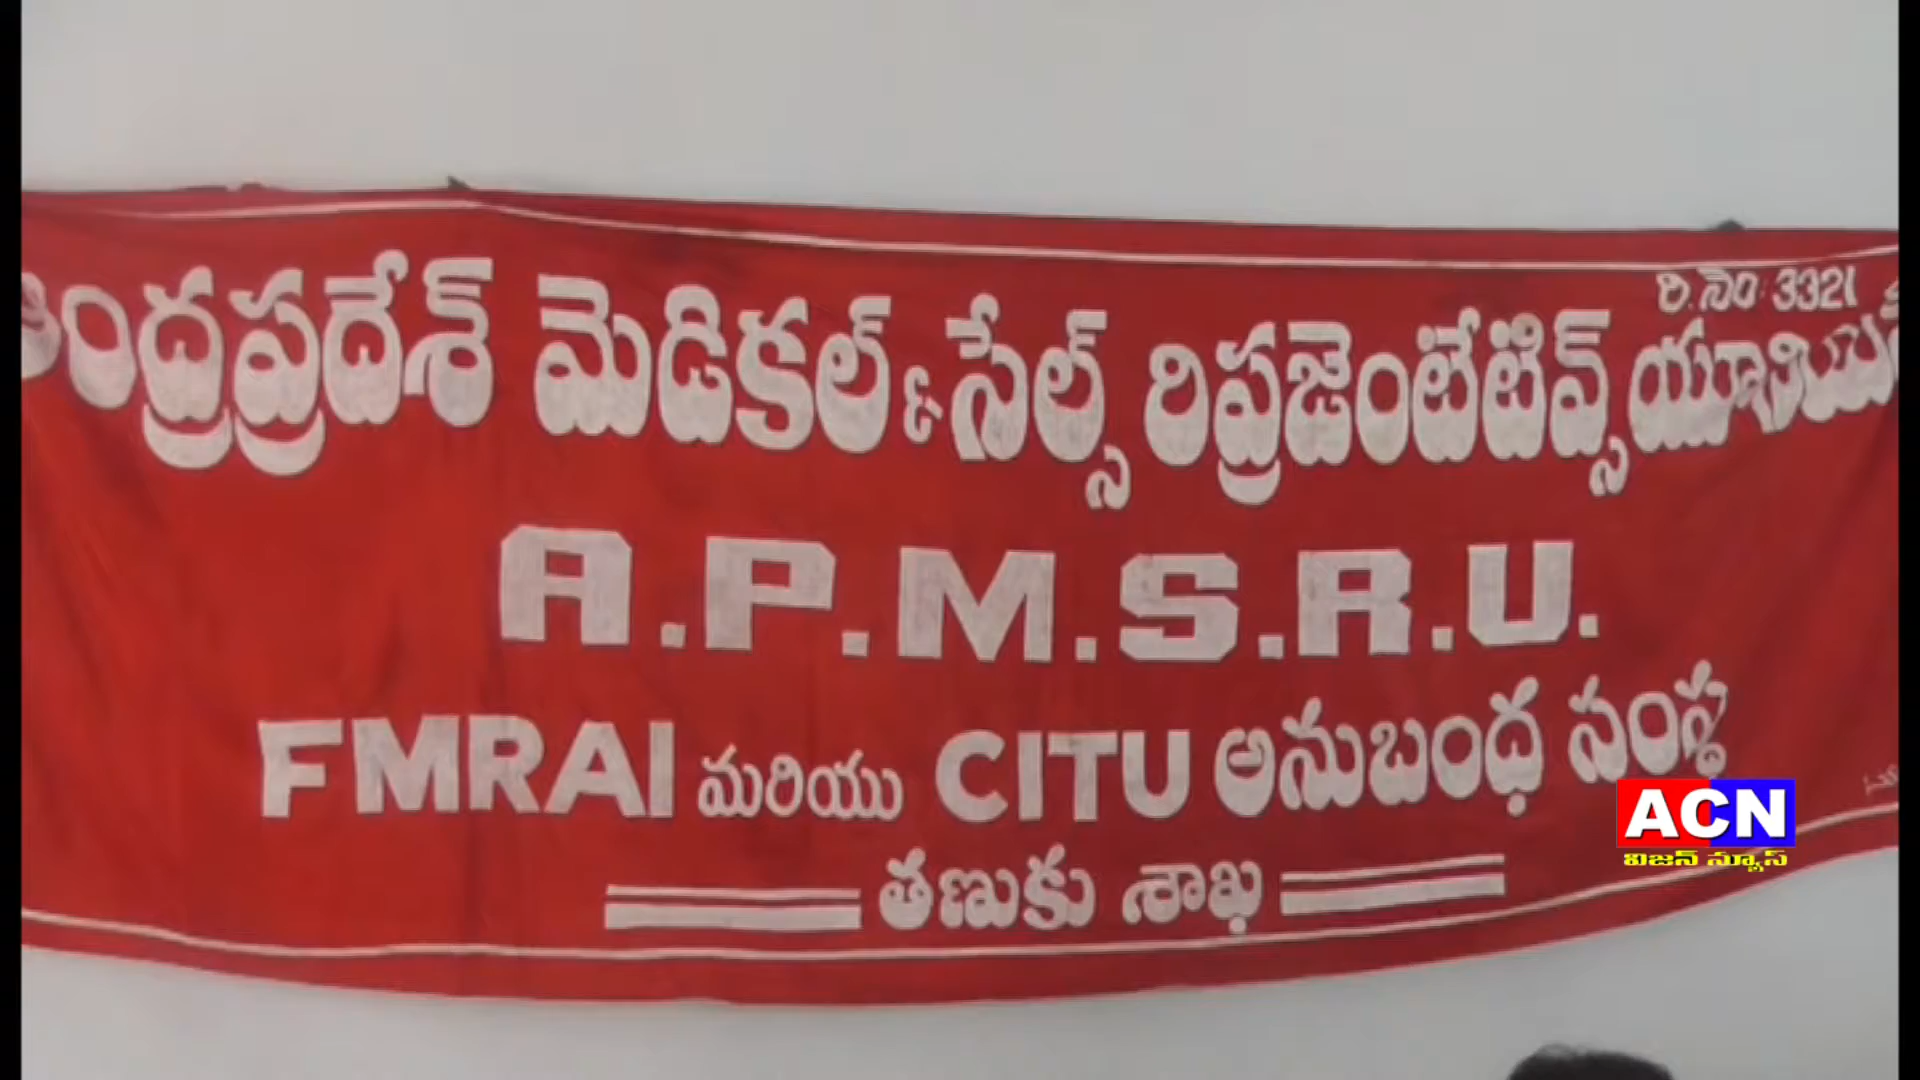 రి.నెం 3321
ఆంధ్రప్రదేశ్ మెడికల్ & సేల్స్ రిప్రజెంటేటివ్స్ యూనియన్
A.P.M.S.R.U.
FMRAI మరియు CITU అనుబంధ సంస్థ
తణుకు శాఖ
ACN
విజన్ న్యూస్